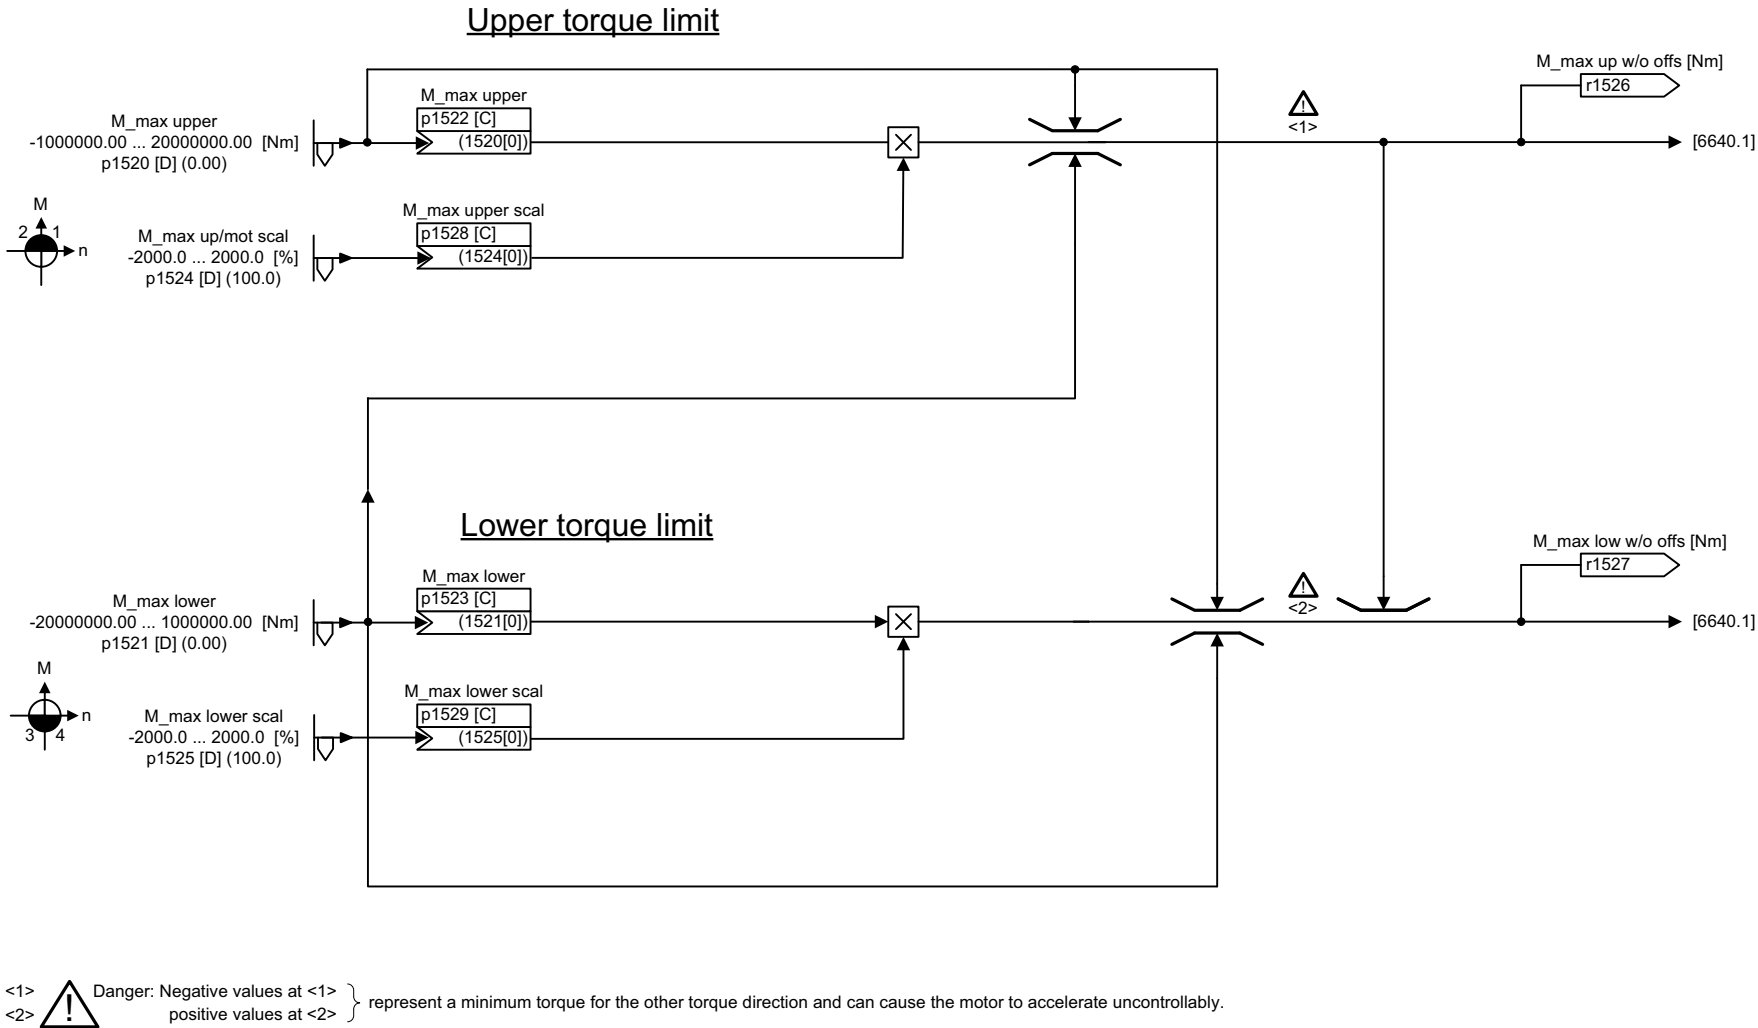 Upper torque limit
M_max up w/o offs [Nm]
r1526
M_max upper
p1522 [C]
(1520[0])
M_max upper
-1000000.00 ... 20000000.00 [Nm]
p1520 [D] (0.00)
!
<1>
[6640.1]
M
2 1
n
M_max upper scal
p1528 [C]
(1524[0])
M_max up/mot scal
-2000.0 ... 2000.0 [%]
p1524 [D] (100.0)
Lower torque limit
M_max low w/o offs [Nm]
r1527
M_max lower
p1523 [C]
(1521[0])
M_max lower
-20000000.00 ... 1000000.00 [Nm]
p1521 [D] (0.00)
!
<2>
[6640.1]
M
n
3 4
M_max lower scal
p1529 [C]
(1525[0])
M_max lower scal
-2000.0 ... 2000.0 [%]
p1525 [D] (100.0)
<1> ! Danger: Negative values at <1>
<2> positive values at <2>
represent a minimum torque for the other torque direction and can cause the motor to accelerate uncontrollably.